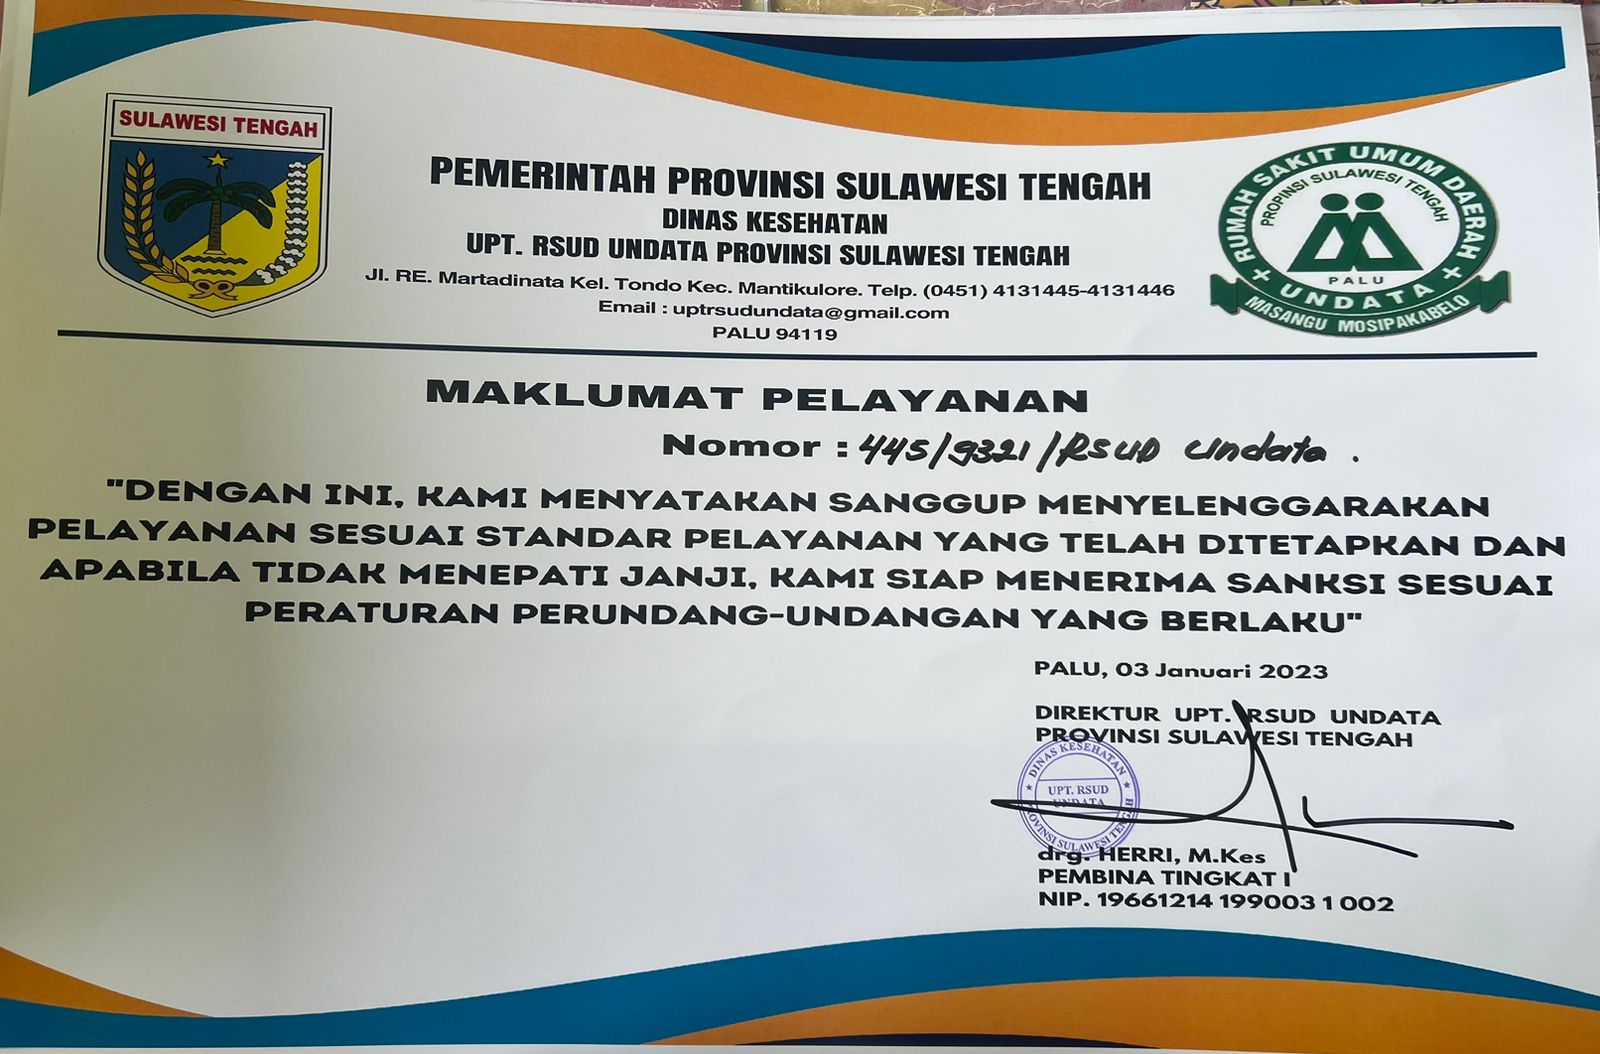 SULAWESI TENGAH
PEMERINTAH PROVINSI SULAWESI TENGAH
DINAS KESEHATAN
UPT. RSUD UNDATA PROVINSI SULAWESI TENGAH
Jl. RE. Martadinata Kel. Tondo Kec. Mantikulore. Telp. (0451) 4131445-4131446
Email : uptrsudundata@gmail.com
PALU 94119
RUMAH SAKIT UMUM DAERAH
PROPINSI SULAWESI TENGAH
PALU
+ UNDATA +
MASANGU MOSIPAKABELO
MAKLUMAT PELAYANAN
Nomor : 445/9321/RSUD Undata .
"DENGAN INI, KAMI MENYATAKAN SANGGUP MENYELENGGARAKAN
PELAYANAN SESUAI STANDAR PELAYANAN YANG TELAH DITETAPKAN DAN
APABILA TIDAK MENEPATI JANJI, KAMI SIAP MENERIMA SANKSI SESUAI
PERATURAN PERUNDANG-UNDANGAN YANG BERLAKU"
PALU, 03 Januari 2023
DIREKTUR UPT. RSUD UNDATA
PROVINSI SULAWESI TENGAH
DINAS KESEHATAN
UPT. RSUD
UNDATA
PROVINSI SULAWESI TENGAH
drg. HERRI, M.Kes
PEMBINA TINGKAT I
NIP. 19661214 199003 1 002